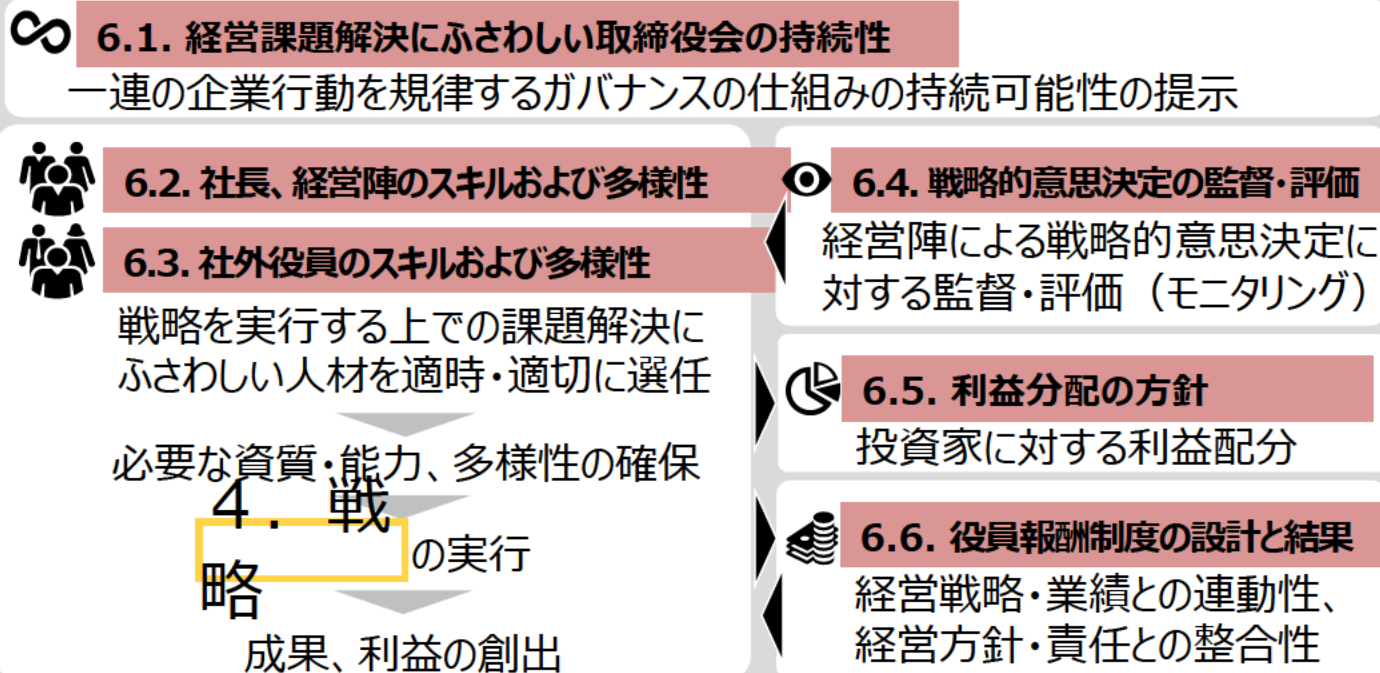 6.1. 経営課題解決にふさわしい取締役会の持続性
一連の企業行動を規律するガバナンスの仕組みの持続可能性の提示
6.2. 社長、経営陣のスキルおよび多様性
6.3. 社外役員のスキルおよび多様性
戦略を実行する上での課題解決に
ふさわしい人材を適時・適切に選任
必要な資質・能力、多様性の確保
４．戦
略
の実行
成果、利益の創出
6.4. 戦略的意思決定の監督・評価
経営陣による戦略的意思決定に
対する監督・評価（モニタリング）
6.5. 利益分配の方針
投資家に対する利益配分
6.6. 役員報酬制度の設計と結果
経営戦略・業績との連動性、
経営方針・責任との整合性